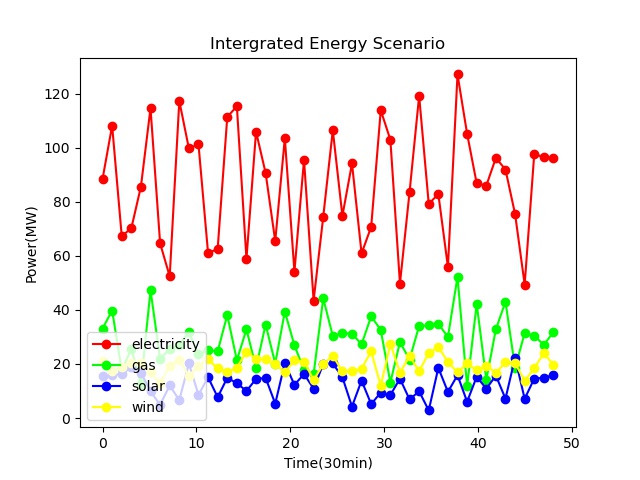 Intergrated Energy Scenario
Power(MW)
120
100
80
60
40
20
0
electricity
gas
solar
wind
0 10 20 30 40 50
Time(30min)